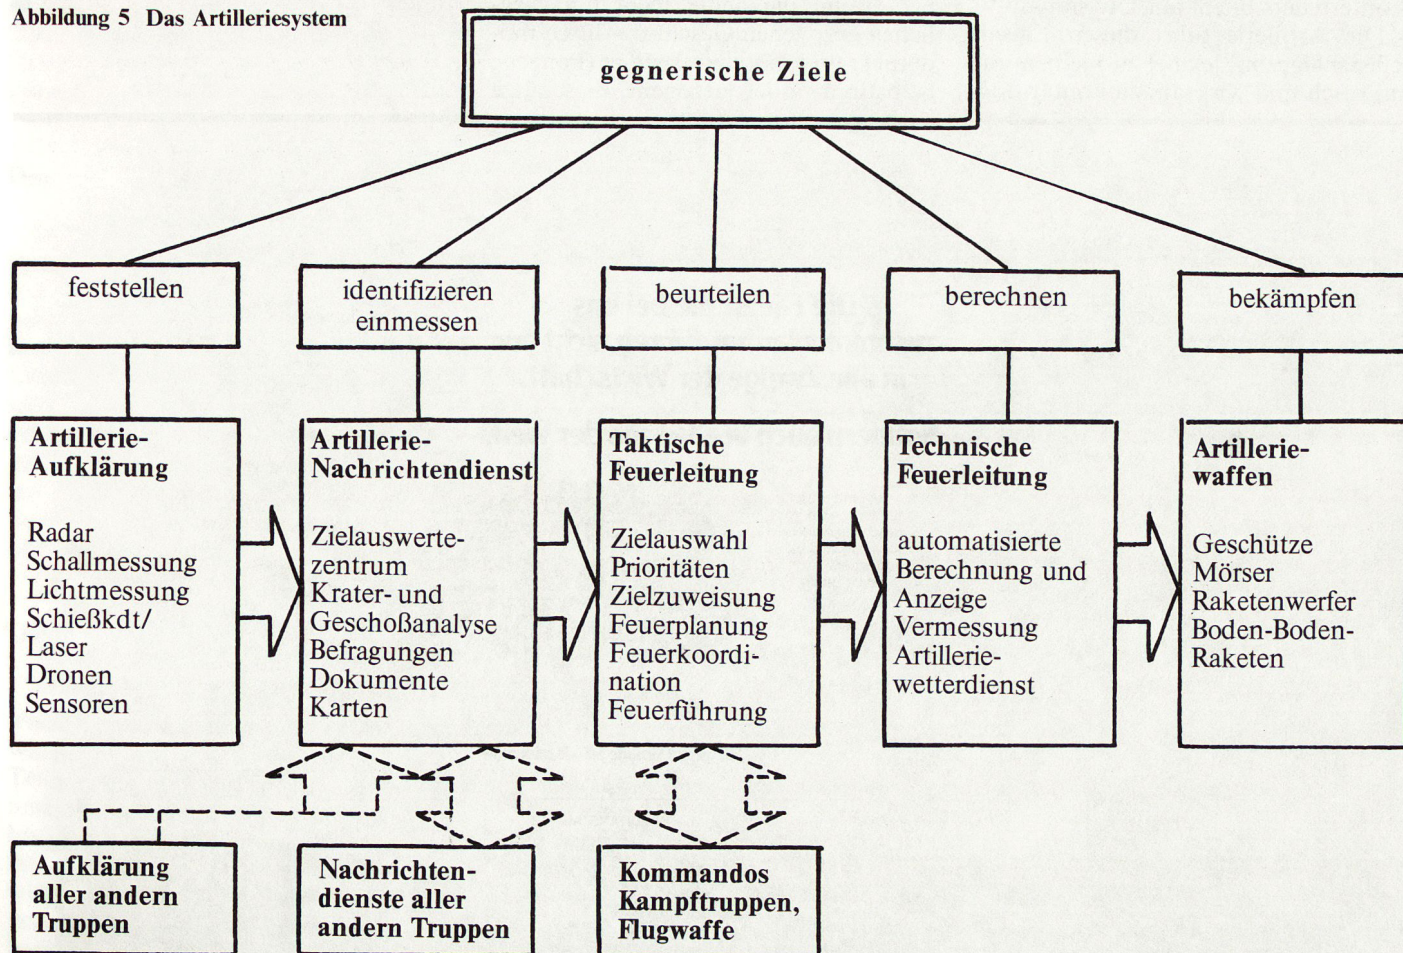 Abbildung 5 Das Artilleriesystem
gegnerische Ziele
feststellen
identifizieren
einmessen
beurteilen
berechnen
bekämpfen
Artillerie-
Aufklärung
Radar
Schallmessung
Lichtmessung
Schießkdt/
Laser
Dronen
Sensoren
Artillerie-
Nachrichtendienst
Zielauswerte-
zentrum
Krater- und
Geschoßanalyse
Befragungen
Dokumente
Karten
Taktische
Feuerleitung
Zielauswahl
Prioritäten
Zielzuweisung
Feuerplanung
Feuerkoordi-
nation
Feuerführung
Technische
Feuerleitung
automatisierte
Berechnung und
Anzeige
Vermessung
Artillerie-
wetterdienst
Artillerie-
waffen
Geschütze
Mörser
Raketenwerfer
Boden-Boden-
Raketen
Aufklärung
aller andern
Truppen
Nachrichten-
dienste aller
andern Truppen
Kommandos
Kampftruppen,
Flugwaffe